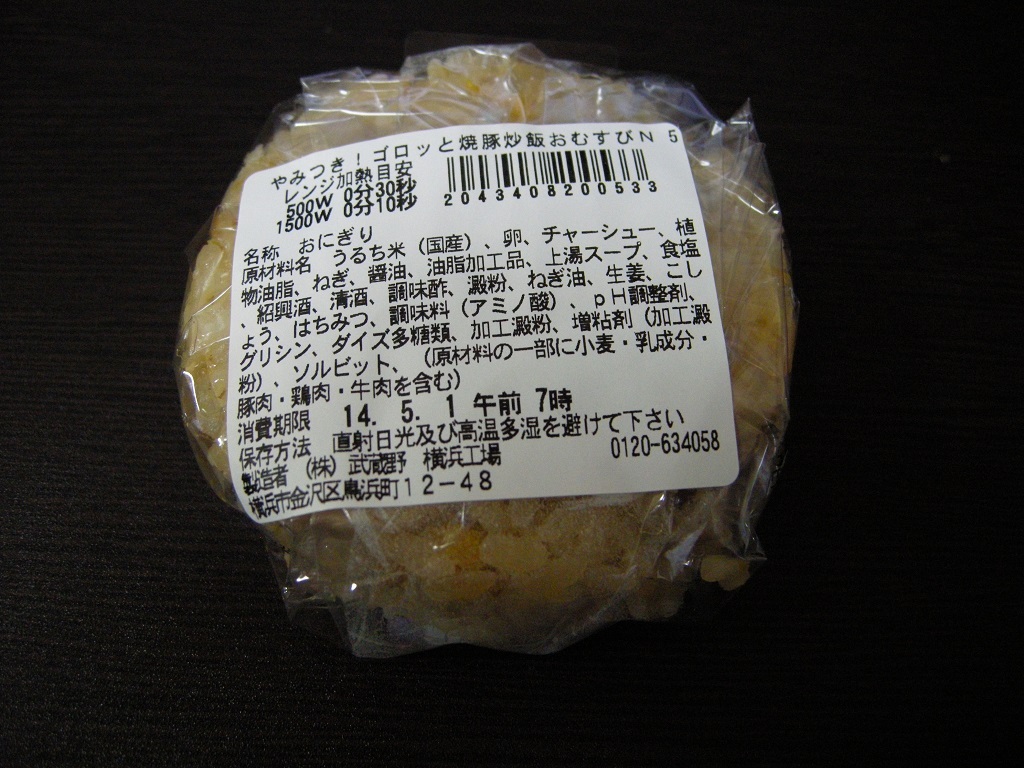 やみつき！ゴロッと焼豚炒飯おむすびN 5
レンジ加熱目安
500W 0分30秒
1500W 0分10秒
2043408200533
名称 おにぎり
原材料名 うるち米（国産）、卵、チャーシュー、植
物油脂、ねぎ、醤油、油脂加工品、上湯スープ、食塩
、紹興酒、清酒、調味酢、澱粉、ねぎ油、生姜、こし
ょう、はちみつ、調味料（アミノ酸）、pH調整剤、
グリシン、ダイズ多糖類、加工澱粉、増粘剤（加工澱
粉）、ソルビット、（原材料の一部に小麦・乳成分・
豚肉・鶏肉・牛肉を含む）
消費期限 14. 5. 1 午前 7時
保存方法 直射日光及び高温多湿を避けて下さい
製造者 （株）武蔵野 横浜工場 0120-634058
横浜市金沢区鳥浜町12-48